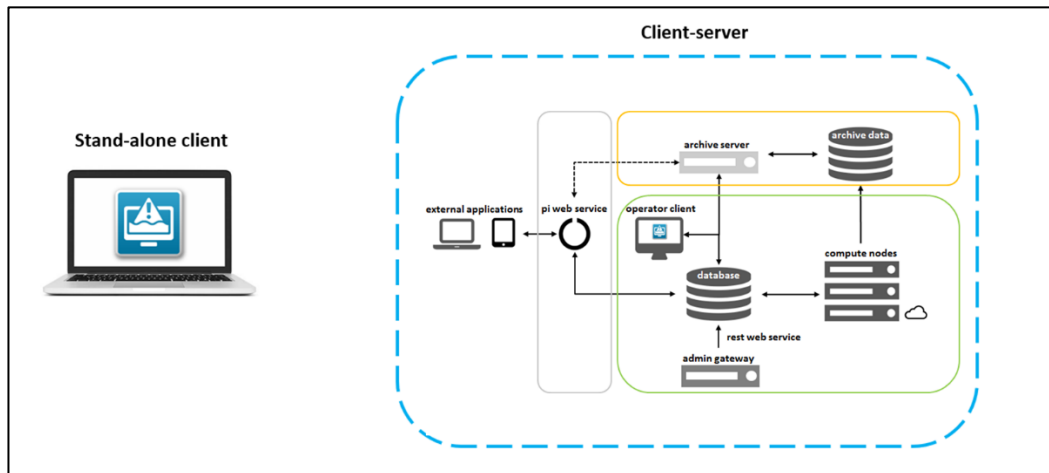 Client-server
Stand-alone client
archive server
archive data
external applications
pi web service
operator client
compute nodes
database
rest web service
admin gateway